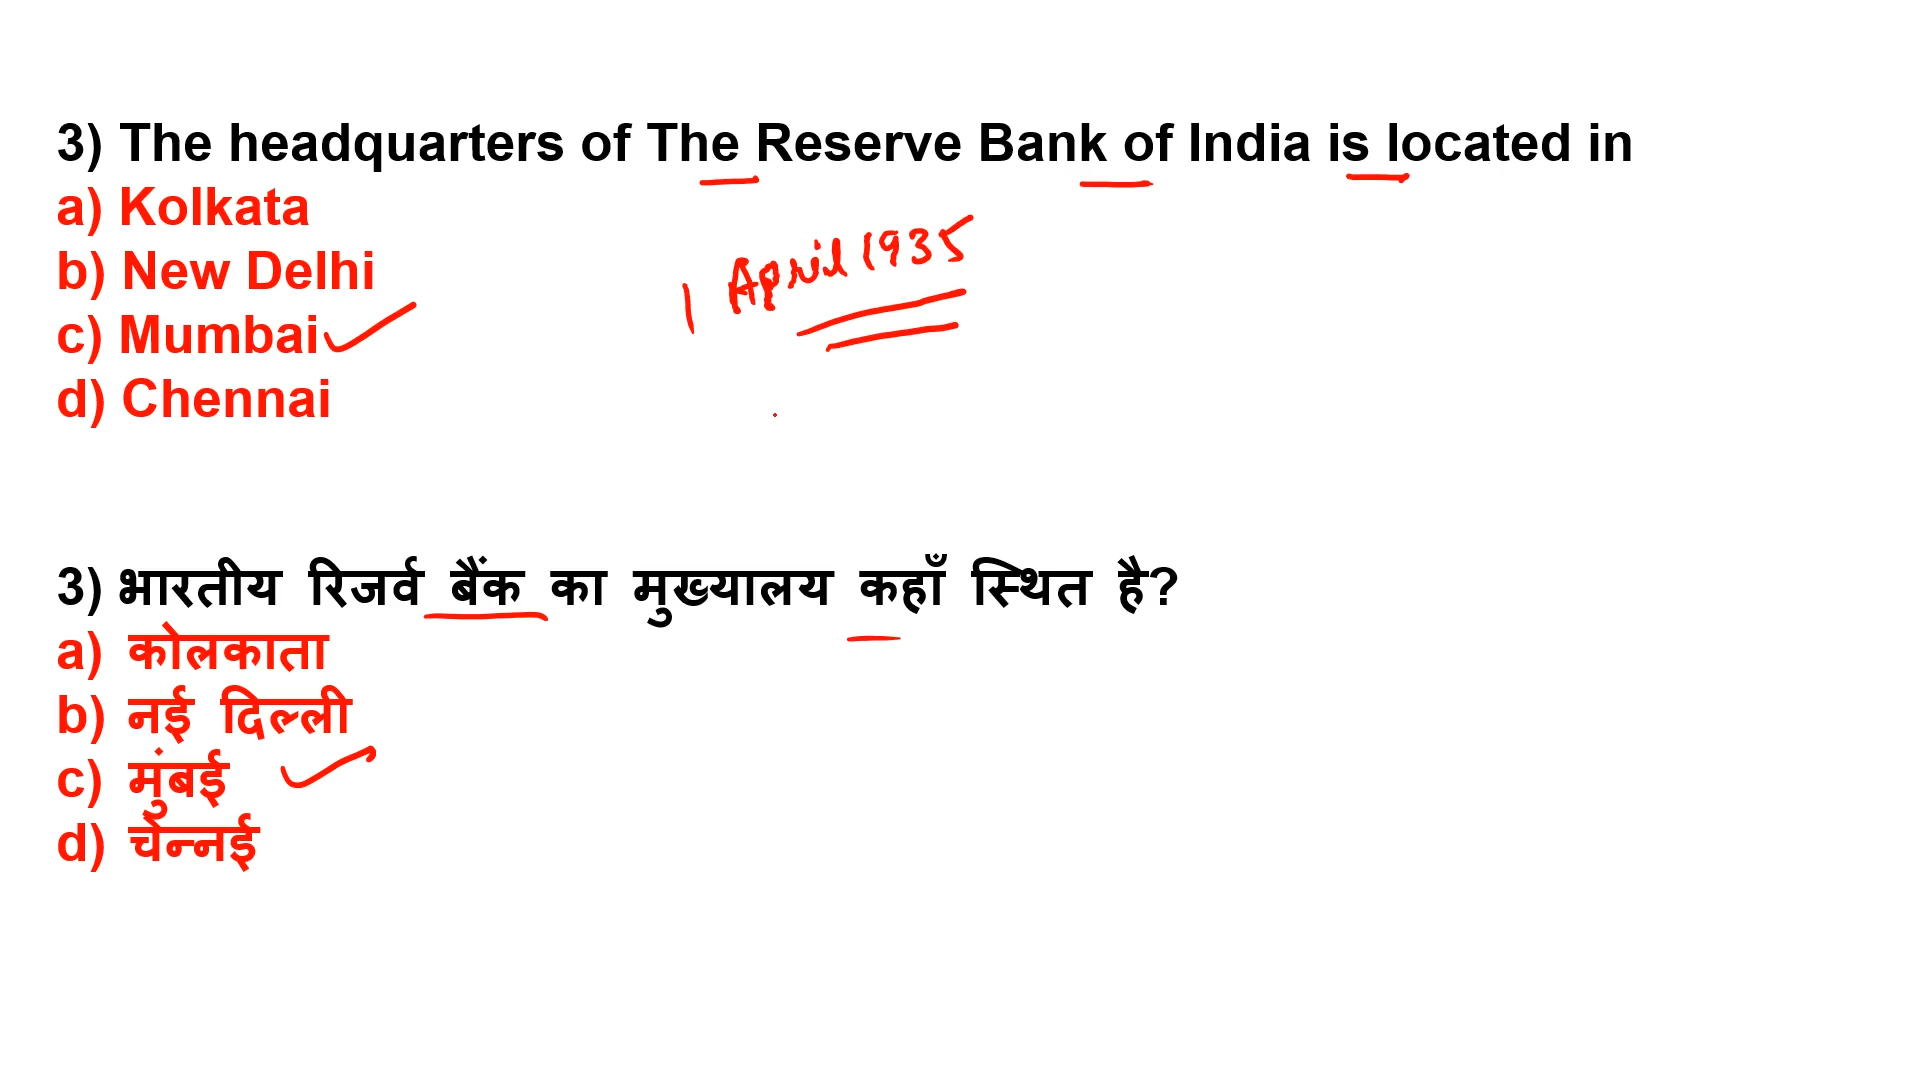 3) The headquarters of The Reserve Bank of India is located in
a) Kolkata
b) New Delhi
c) Mumbai
d) Chennai
1 April 1935
3) भारतीय रिजर्व बैंक का मुख्यालय कहाँ स्थित है?
a) कोलकाता
b) नई दिल्ली
c) मुंबई
d) चेन्नई